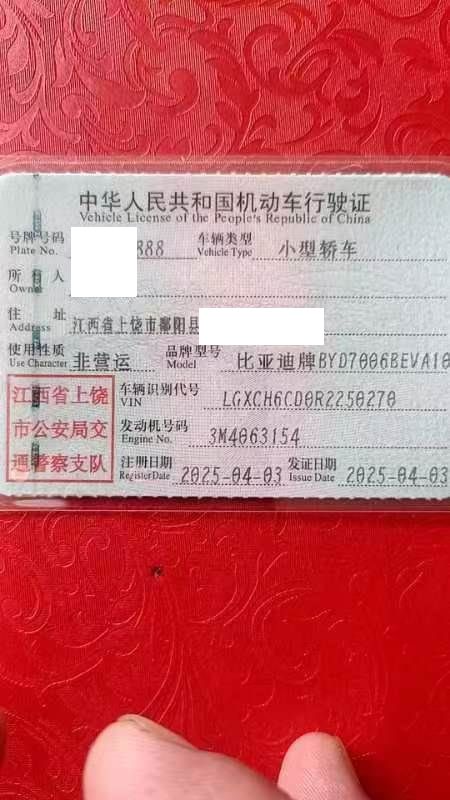 中华人民共和国机动车行驶证
Vehicle License of the People's Republic of China
号牌号码 888 车辆类型 小型轿车
Plate No. Vehicle Type
所有人
Owner
住址 江西省上饶市鄱阳县
Address
使用性质 非营运 品牌型号 比亚迪牌BYD7006BEVA10
Use Character Model
江西省上饶
市公安局交
通警察支队
车辆识别代号 LGXCH6CD0R2250270
VIN
发动机号码 3M4063154
Engine No.
注册日期 2025-04-03 发证日期 2025-04-03
Register Date Issue Date